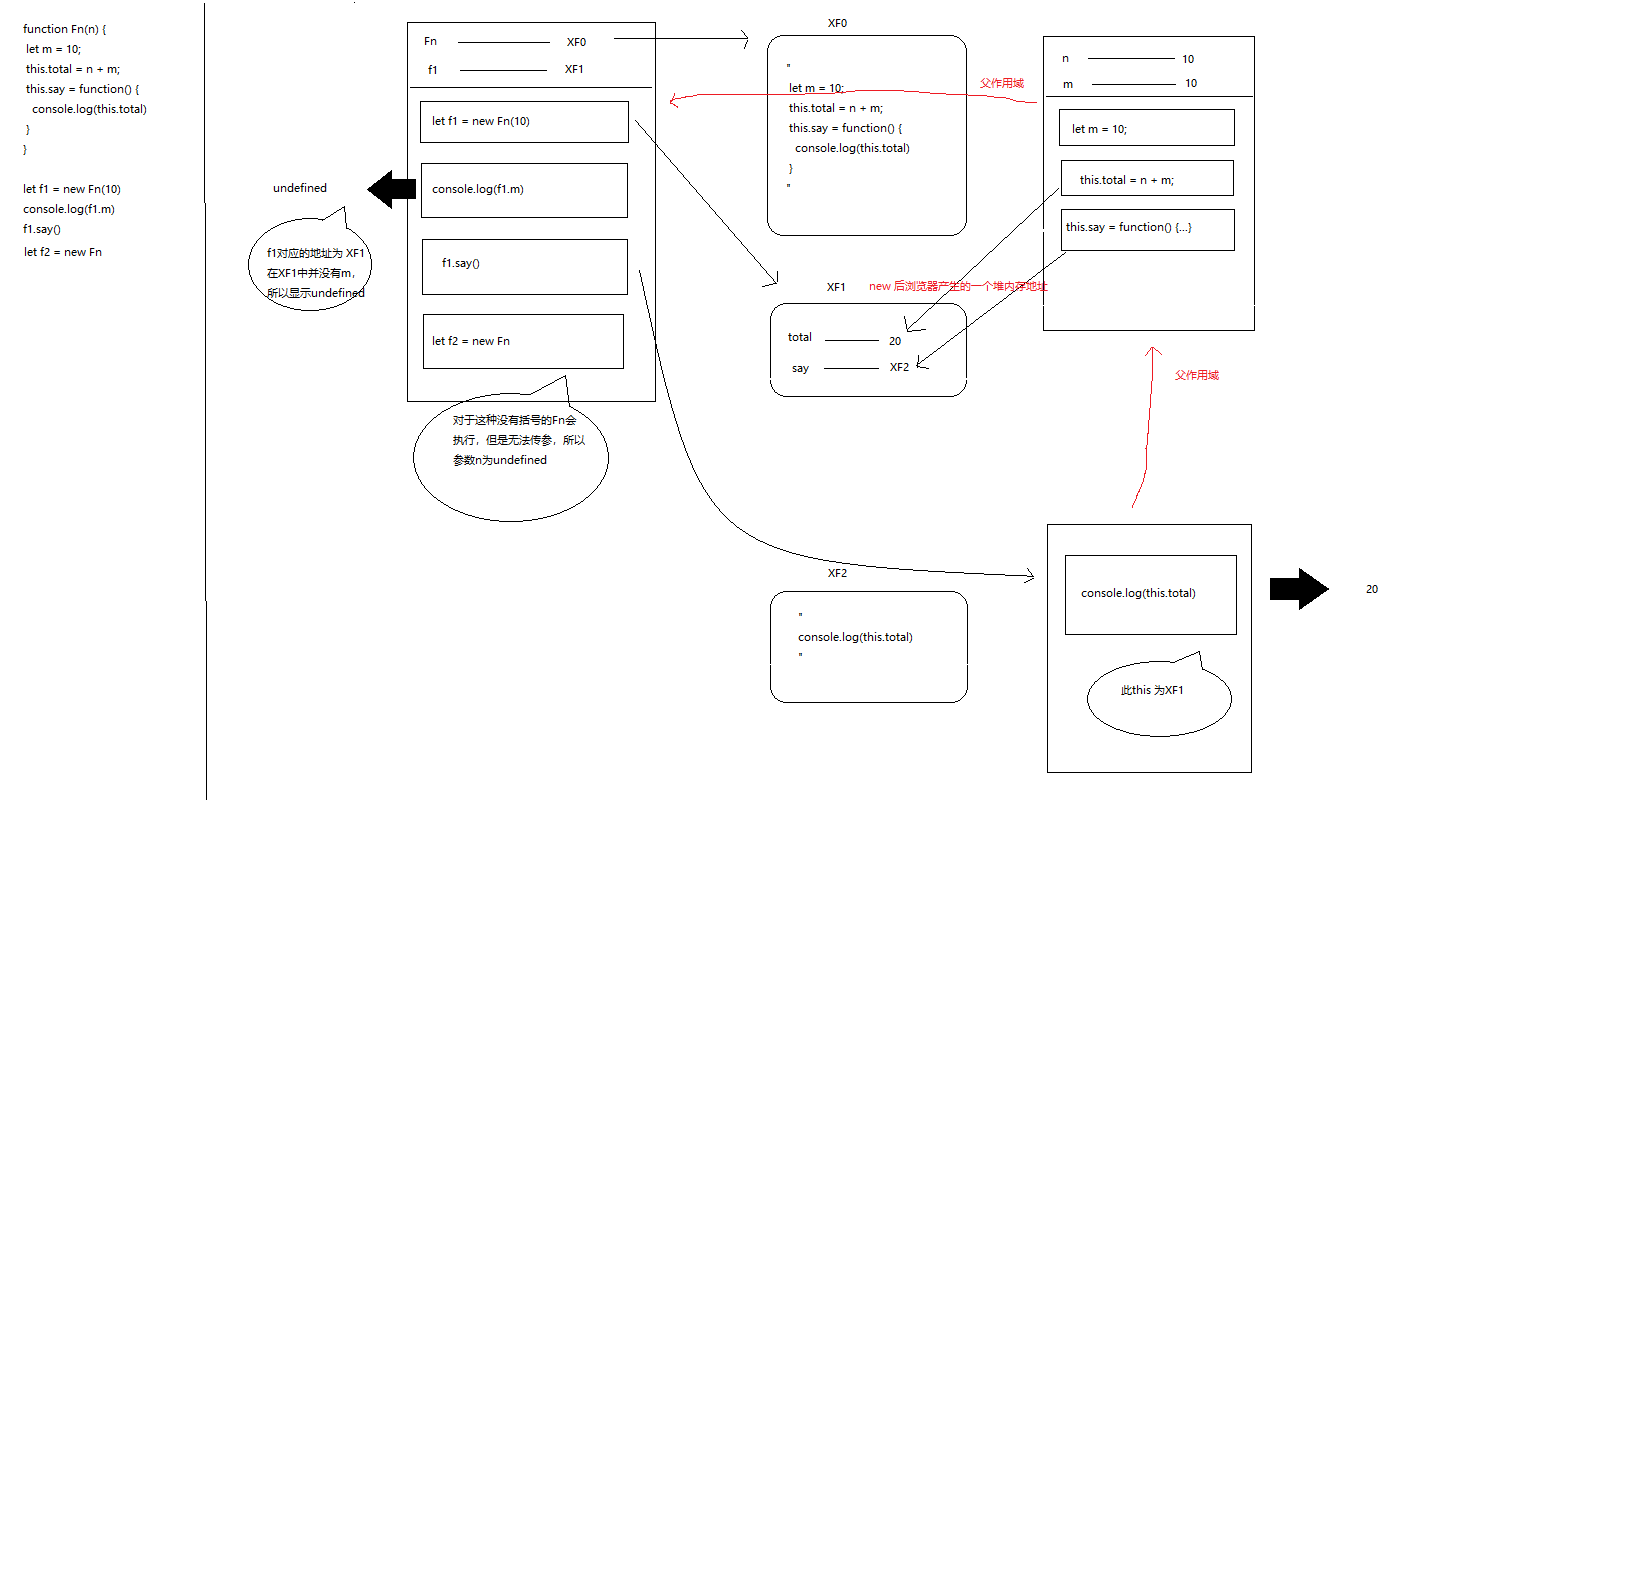 function Fn(n) {
let m = 10;
this.total = n + m;
this.say = function() {
console.log(this.total)
}
}
let f1 = new Fn(10)
console.log(f1.m)
f1.say()
let f2 = new Fn
undefined
f1对应的地址为 XF1
在XF1中并没有m，
所以显示undefined
Fn XF0
f1 XF1
let f1 = new Fn(10)
console.log(f1.m)
f1.say()
let f2 = new Fn
对于这种没有括号的Fn会
执行，但是无法传参，所以
参数n为undefined
XF0
"
let m = 10;
this.total = n + m;
this.say = function() {
console.log(this.total)
}
"
父作用域
XF1
new 后浏览器产生的一个堆内存地址
total 20
say XF2
XF2
"
console.log(this.total)
"
n 10
m 10
let m = 10;
this.total = n + m;
this.say = function() {...}
父作用域
console.log(this.total)
此this 为XF1
20